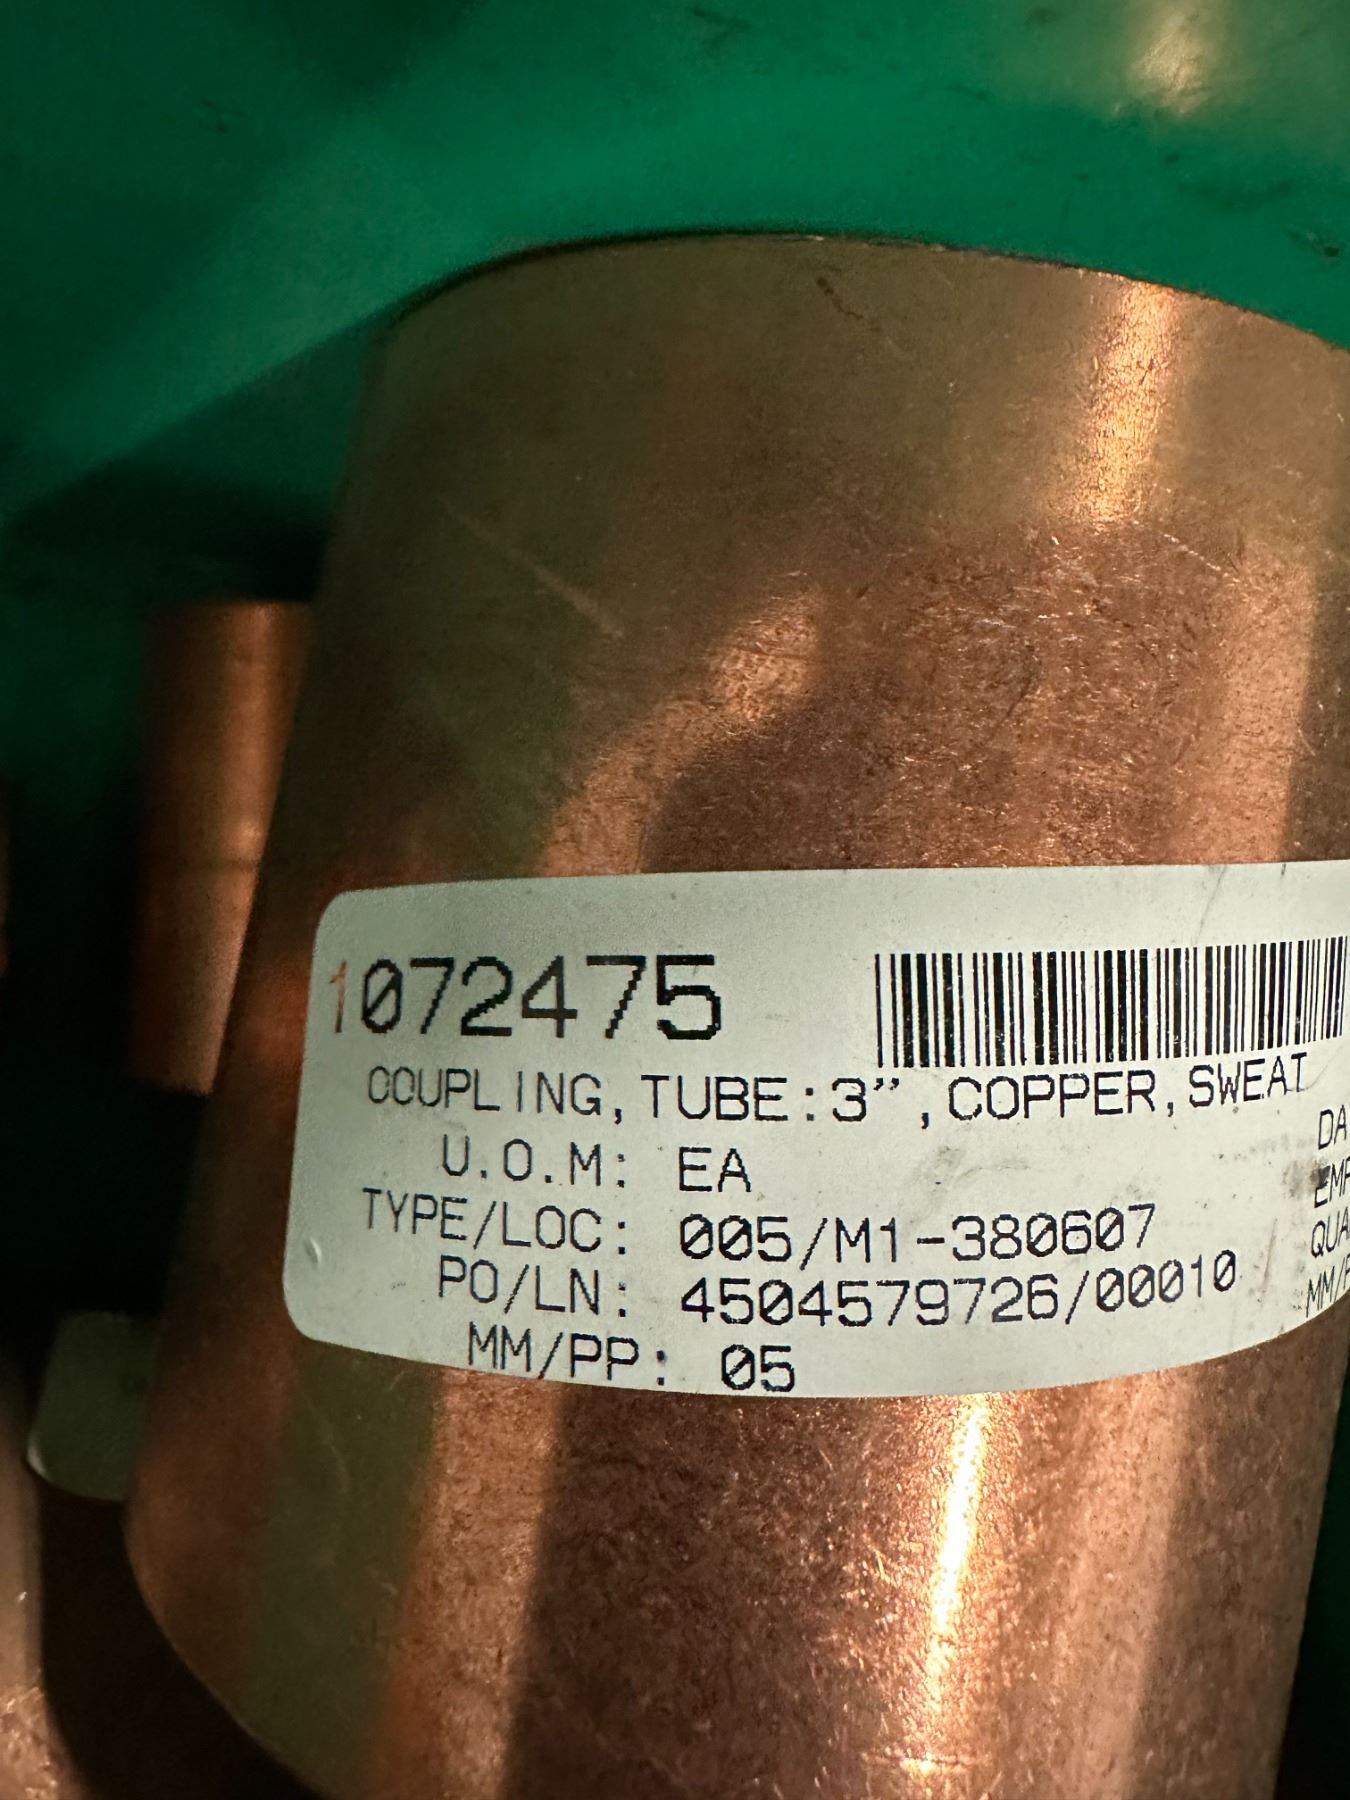 1072475
COUPLING, TUBE:3”, COPPER, SWEAT
U.O.M: EA
TYPE/LOC: 005/M1-380607
PO/LN: 4504579726/00010
MM/PP: 05